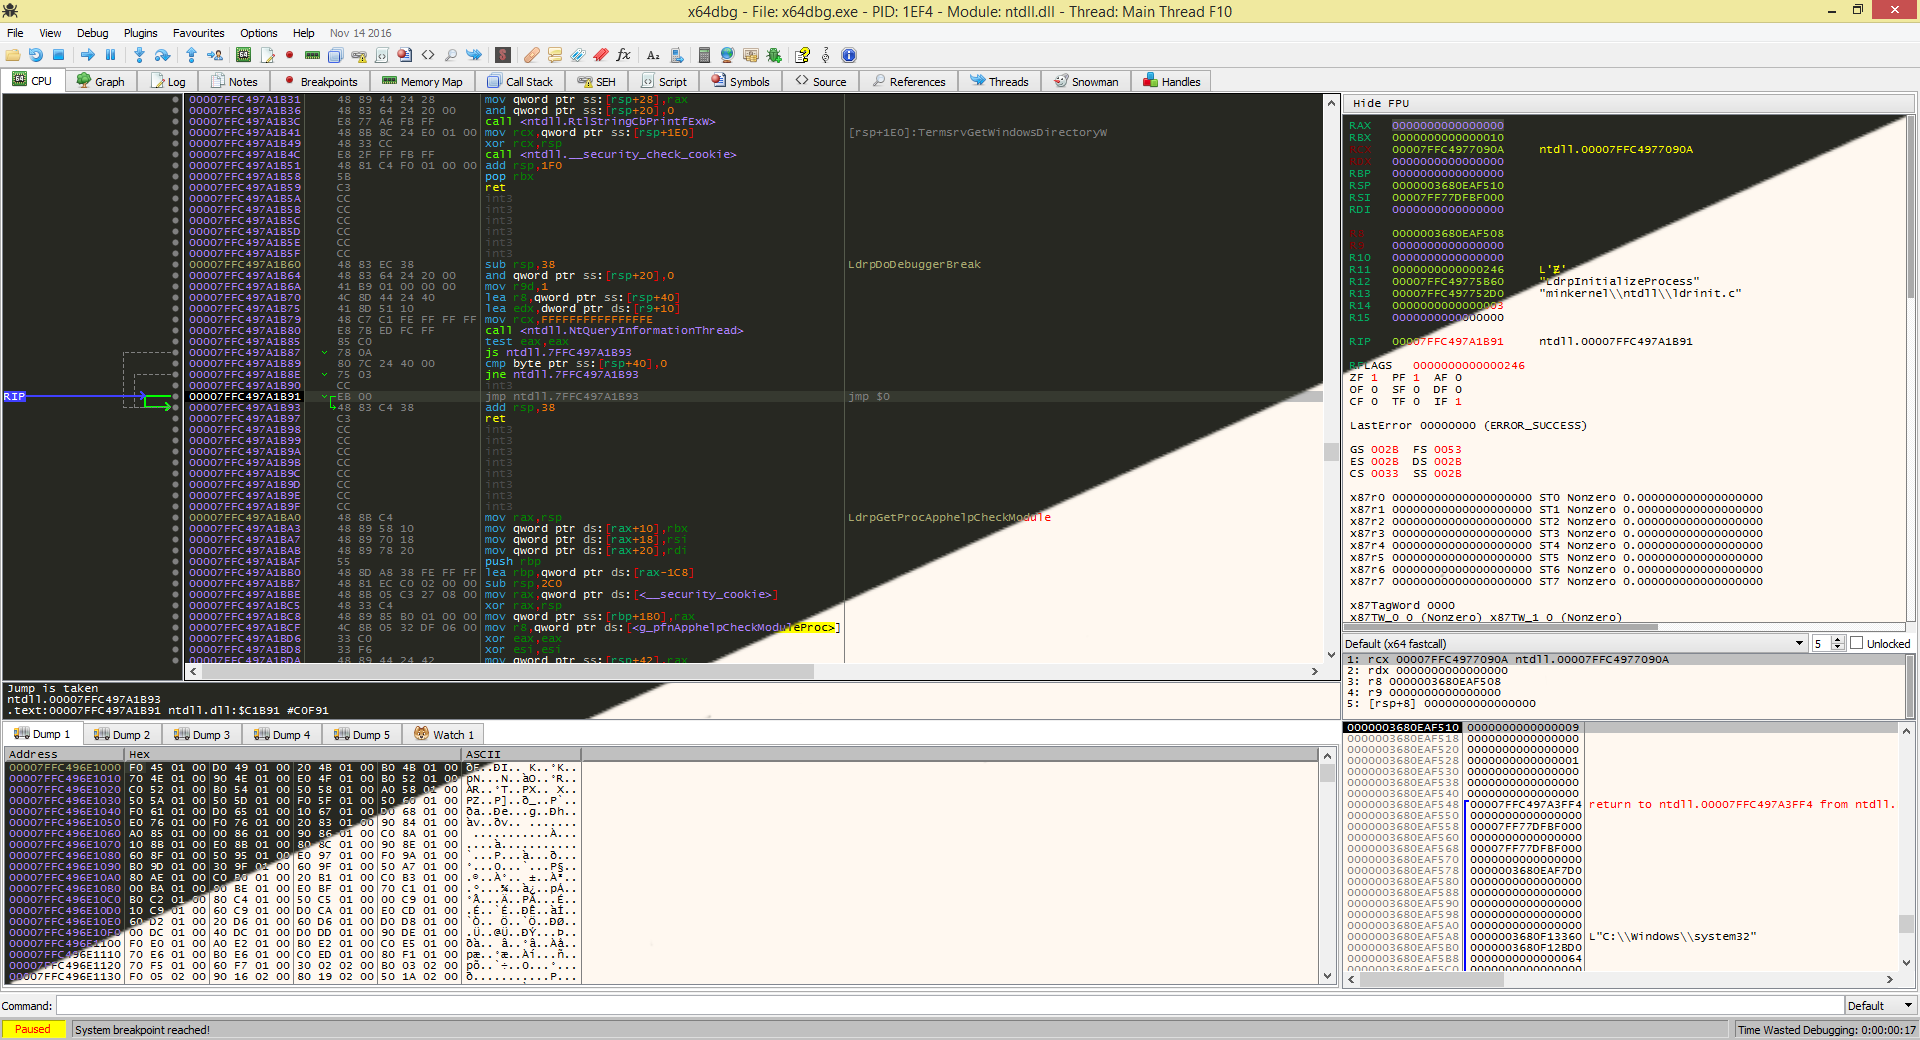 x64dbg - File: x64dbg.exe - PID: 1EF4 - Module: ntdll.dll - Thread: Main Thread F10
File View Debug Plugins Favourites Options Help Nov 14 2016
CPU Graph Log Notes Breakpoints Memory Map Call Stack SEH Script Symbols Source References Threads Snowman Handles
00007FFC497A1B31 48 89 44 24 28 mov qword ptr ss:[rsp+28],rax
00007FFC497A1B36 48 83 64 24 20 00 and qword ptr ss:[rsp+20],0
00007FFC497A1B3C E8 77 A6 FB FF call <ntdll.RtlStringCbPrintfExW>
00007FFC497A1B41 48 8B 8C 24 E0 01 00 mov rcx,qword ptr ss:[rsp+1E0] [rsp+1E0]:TermsrvGetWindowsDirectoryW
00007FFC497A1B49 48 33 CC xor rcx,rsp
00007FFC497A1B4C E8 2F FF FB FF call <ntdll.__security_check_cookie>
00007FFC497A1B51 48 81 C4 F0 01 00 00 add rsp,1F0
00007FFC497A1B58 5B pop rbx
00007FFC497A1B59 C3 ret
00007FFC497A1B5A CC int3
00007FFC497A1B5B CC int3
00007FFC497A1B5C CC int3
00007FFC497A1B5D CC int3
00007FFC497A1B5E CC int3
00007FFC497A1B5F CC int3
00007FFC497A1B60 48 83 EC 38 sub rsp,38 LdrpDoDebuggerBreak
00007FFC497A1B64 48 83 64 24 20 00 and qword ptr ss:[rsp+20],0
00007FFC497A1B6A 41 B9 01 00 00 00 mov r9d,1
00007FFC497A1B70 4C 8D 44 24 40 lea r8,qword ptr ss:[rsp+40]
00007FFC497A1B75 41 8D 51 10 lea edx,dword ptr ds:[r9+10]
00007FFC497A1B79 48 C7 C1 FE FF FF FF mov rcx,FFFFFFFFFFFFFFFE
00007FFC497A1B80 E8 7B ED FC FF call <ntdll.NtQueryInformationThread>
00007FFC497A1B85 85 C0 test eax,eax
00007FFC497A1B87 78 0A js ntdll.7FFC497A1B93
00007FFC497A1B89 80 7C 24 40 00 cmp byte ptr ss:[rsp+40],0
00007FFC497A1B8E 75 03 jne ntdll.7FFC497A1B93
00007FFC497A1B90 CC int3
RIP 00007FFC497A1B91 EB 00 jmp ntdll.7FFC497A1B93 jmp $0
00007FFC497A1B93 48 83 C4 38 add rsp,38
00007FFC497A1B97 C3 ret
00007FFC497A1B98 CC int3
00007FFC497A1B99 CC int3
00007FFC497A1B9A CC int3
00007FFC497A1B9B CC int3
00007FFC497A1B9C CC int3
00007FFC497A1B9D CC int3
00007FFC497A1B9E CC int3
00007FFC497A1B9F CC int3
00007FFC497A1BA0 48 8B C4 mov rax,rsp LdrpGetProcApphelpCheckModule
00007FFC497A1BA3 48 89 58 10 mov qword ptr ds:[rax+10],rbx
00007FFC497A1BA7 48 89 70 18 mov qword ptr ds:[rax+18],rsi
00007FFC497A1BAB 48 89 78 20 mov qword ptr ds:[rax+20],rdi
00007FFC497A1BAF 55 push rbp
00007FFC497A1BB0 48 8D A8 38 FE FF FF lea rbp,qword ptr ds:[rax-1C8]
00007FFC497A1BB7 48 81 EC C0 02 00 00 sub rsp,2C0
00007FFC497A1BBE 48 8B 05 C3 27 08 00 mov rax,qword ptr ds:[<__security_cookie>]
00007FFC497A1BC5 48 33 C4 xor rax,rsp
00007FFC497A1BC8 48 89 85 B0 01 00 00 mov qword ptr ss:[rbp+1B0],rax
00007FFC497A1BCF 4C 8B 05 32 DF 06 00 mov r8,qword ptr ds:[<g_pfnApphelpCheckModuleProc>]
00007FFC497A1BD6 33 C0 xor eax,eax
00007FFC497A1BD8 33 F6 xor esi,esi
00007FFC497A1BDA 48 89 44 24 42 mov qword ptr ss:[rsp+42],rax
Jump is taken
ntdll.00007FFC497A1B93
.text:00007FFC497A1B91 ntdll.dll:$C1B91 #C0F91
Hide FPU
RAX 0000000000000000
RBX 0000000000000010
RCX 00007FFC4977090A ntdll.00007FFC4977090A
RDX 0000000000000000
RBP 0000000000000000
RSP 0000003680EAF510
RSI 00007FF77DFBF000
RDI 0000000000000000
R8 0000003680EAF508
R9 0000000000000000
R10 0000000000000000
R11 0000000000000246
R12 00007FFC49775B60 "LdrpInitializeProcess"
R13 00007FFC497752D0 "minkernel\\ntdll\\ldrinit.c"
R14 0000000000000003
R15 0000000000000000
RIP 00007FFC497A1B91 ntdll.00007FFC497A1B91
RFLAGS 0000000000000246
ZF 1 PF 1 AF 0
OF 0 SF 0 DF 0
CF 0 TF 0 IF 1
LastError 00000000 (ERROR_SUCCESS)
GS 002B FS 0053
ES 002B DS 002B
CS 0033 SS 002B
x87r0 00000000000000000000 ST0 Nonzero 0.000000000000000000
x87r1 00000000000000000000 ST1 Nonzero 0.000000000000000000
x87r2 00000000000000000000 ST2 Nonzero 0.000000000000000000
x87r3 00000000000000000000 ST3 Nonzero 0.000000000000000000
x87r4 00000000000000000000 ST4 Nonzero 0.000000000000000000
x87r5 00000000000000000000 ST5 Nonzero 0.000000000000000000
x87r6 00000000000000000000 ST6 Nonzero 0.000000000000000000
x87r7 00000000000000000000 ST7 Nonzero 0.000000000000000000
x87TagWord 0000
x87TW_0 0 (Nonzero) x87TW_1 0 (Nonzero)
Default (x64 fastcall) 5 Unlocked
1: rcx 00007FFC4977090A ntdll.00007FFC4977090A
2: rdx 0000000000000000
3: r8 0000003680EAF508
4: r9 0000000000000000
5: [rsp+8] 0000000000000000
Dump 1 Dump 2 Dump 3 Dump 4 Dump 5 Watch 1
Address Hex ASCII
00007FFC496E1000 F0 45 01 00 D0 49 01 00 20 4B 01 00 B0 4B 01 00
00007FFC496E1010 70 4E 01 00 90 4E 01 00 E0 4F 01 00 B0 52 01 00
00007FFC496E1020 C0 52 01 00 B0 54 01 00 50 58 01 00 A0 58 01 00
00007FFC496E1030 50 5A 01 00 50 5D 01 00 F0 5F 01 00 50 60 01 00
00007FFC496E1040 F0 61 01 00 D0 65 01 00 10 67 01 00 D0 68 01 00
00007FFC496E1050 E0 76 01 00 F0 76 01 00 20 83 01 00 90 84 01 00
00007FFC496E1060 A0 85 01 00 00 86 01 00 90 86 01 00 C0 8A 01 00
00007FFC496E1070 10 8B 01 00 E0 8B 01 00 80 8C 01 00 90 8E 01 00
00007FFC496E1080 60 8F 01 00 50 95 01 00 E0 97 01 00 F0 9A 01 00
00007FFC496E1090 B0 9D 01 00 30 9F 01 00 60 9F 01 00 50 A7 01 00
00007FFC496E10A0 80 AE 01 00 C0 B0 01 00 20 B1 01 00 C0 B3 01 00
00007FFC496E10B0 00 BA 01 00 90 BE 01 00 E0 BF 01 00 70 C1 01 00
00007FFC496E10C0 B0 C2 01 00 80 C4 01 00 50 C5 01 00 00 C9 01 00
00007FFC496E10D0 10 C9 01 00 60 C9 01 00 D0 CA 01 00 E0 CD 01 00
00007FFC496E10E0 60 D2 01 00 20 D6 01 00 60 D6 01 00 D0 D8 01 00
00007FFC496E10F0 00 DC 01 00 40 DC 01 00 D0 DD 01 00 90 DE 01 00
00007FFC496E1100 F0 E0 01 00 A0 E2 01 00 B0 E2 01 00 C0 E5 01 00
00007FFC496E1110 70 E6 01 00 B0 E6 01 00 C0 ED 01 00 80 F1 01 00
00007FFC496E1120 70 F5 01 00 60 F7 01 00 30 02 02 00 B0 03 02 00
00007FFC496E1130 F0 05 02 00 90 16 02 00 80 19 02 00 50 1A 02 00
0000003680EAF510 0000000000000009
0000003680EAF518 0000000000000000
0000003680EAF520 0000000000000000
0000003680EAF528 0000000000000001
0000003680EAF530 0000000000000000
0000003680EAF538 0000000000000000
0000003680EAF540 0000000000000000
0000003680EAF548 00007FFC497A3FF4 return to ntdll.00007FFC497A3FF4 from ntdll.
0000003680EAF550 0000000000000000
0000003680EAF558 00007FF77DFBF000
0000003680EAF560 0000000000000000
0000003680EAF568 00007FF77DFBF000
0000003680EAF570 0000000000000000
0000003680EAF578 0000003680EAF7D0
0000003680EAF580 0000000000000000
0000003680EAF588 0000000000000000
0000003680EAF590 0000000000000000
0000003680EAF598 0000000000000000
0000003680EAF5A0 0000000000000000
0000003680EAF5A8 0000003680F13360 L"C:\\Windows\\system32"
0000003680EAF5B0 0000003680F12BD0
0000003680EAF5B8 0000000000000064
0000003680EAF5C0 0000000000000000
Command: Default
Paused System breakpoint reached! Time Wasted Debugging: 0:00:00:17